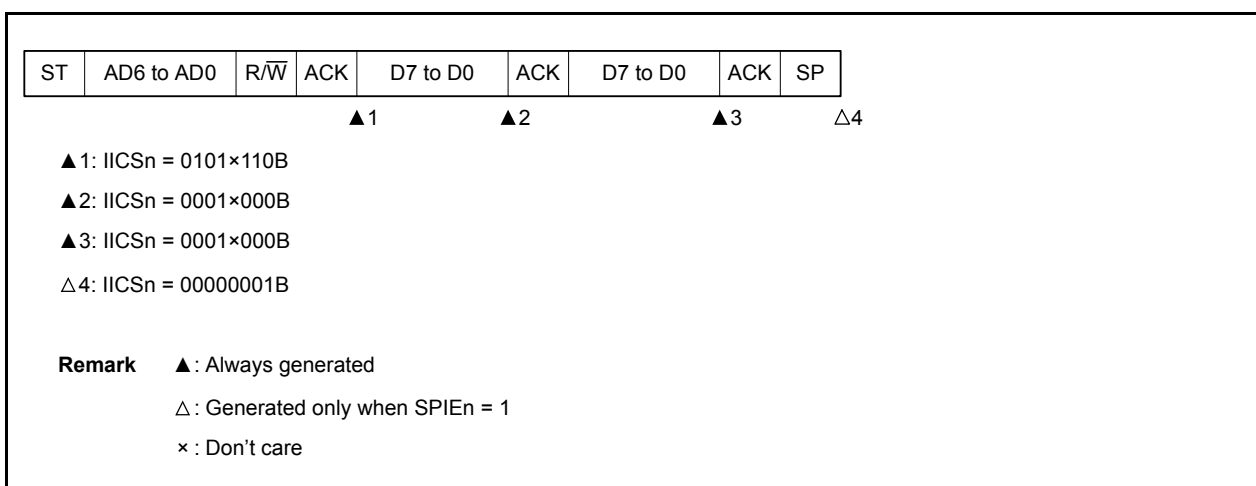 ST AD6 to AD0 R/W̅ ACK D7 to D0 ACK D7 to D0 ACK SP
▲1 ▲2 ▲3 △4
▲1: IICSn = 0101×110B
▲2: IICSn = 0001×000B
▲3: IICSn = 0001×000B
△4: IICSn = 00000001B
Remark ▲: Always generated
△: Generated only when SPIEn = 1
×: Don't care